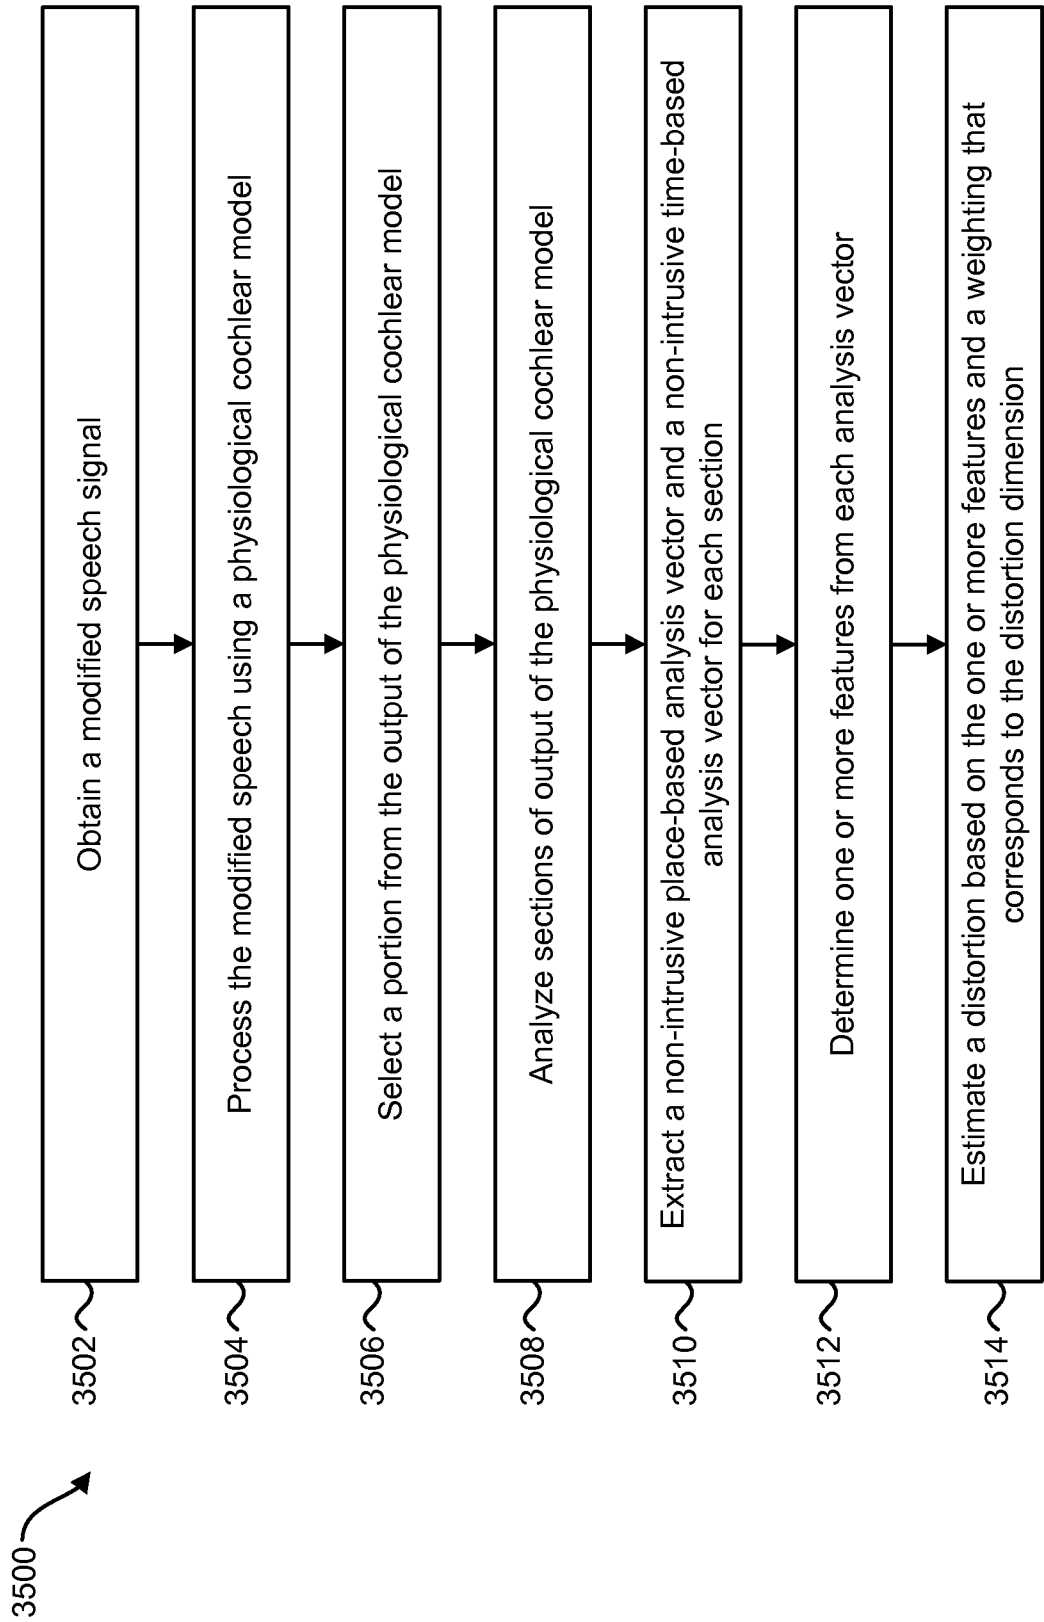 3500
3502
Obtain a modified speech signal
3504
Process the modified speech using a physiological cochlear model
3506
Select a portion from the output of the physiological cochlear model
3508
Analyze sections of output of the physiological cochlear model
3510
Extract a non-intrusive place-based analysis vector and a non-intrusive time-based
analysis vector for each section
3512
Determine one or more features from each analysis vector
3514
Estimate a distortion based on the one or more features and a weighting that
corresponds to the distortion dimension